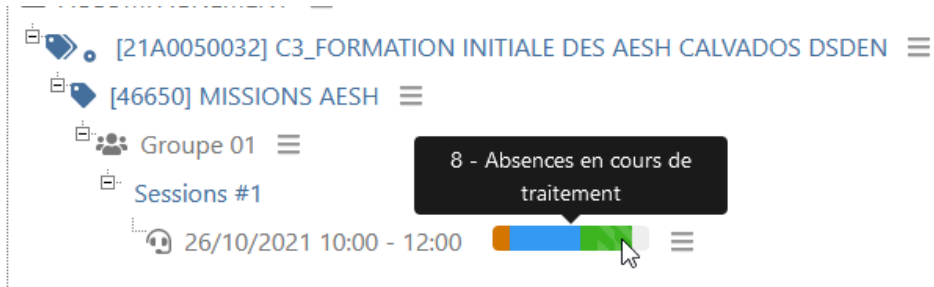 [21A0050032] C3_FORMATION INITIALE DES AESH CALVADOS DSDEN
[46650] MISSIONS AESH
Groupe 01
8 - Absences en cours de
traitement
Sessions #1
26/10/2021 10:00 - 12:00